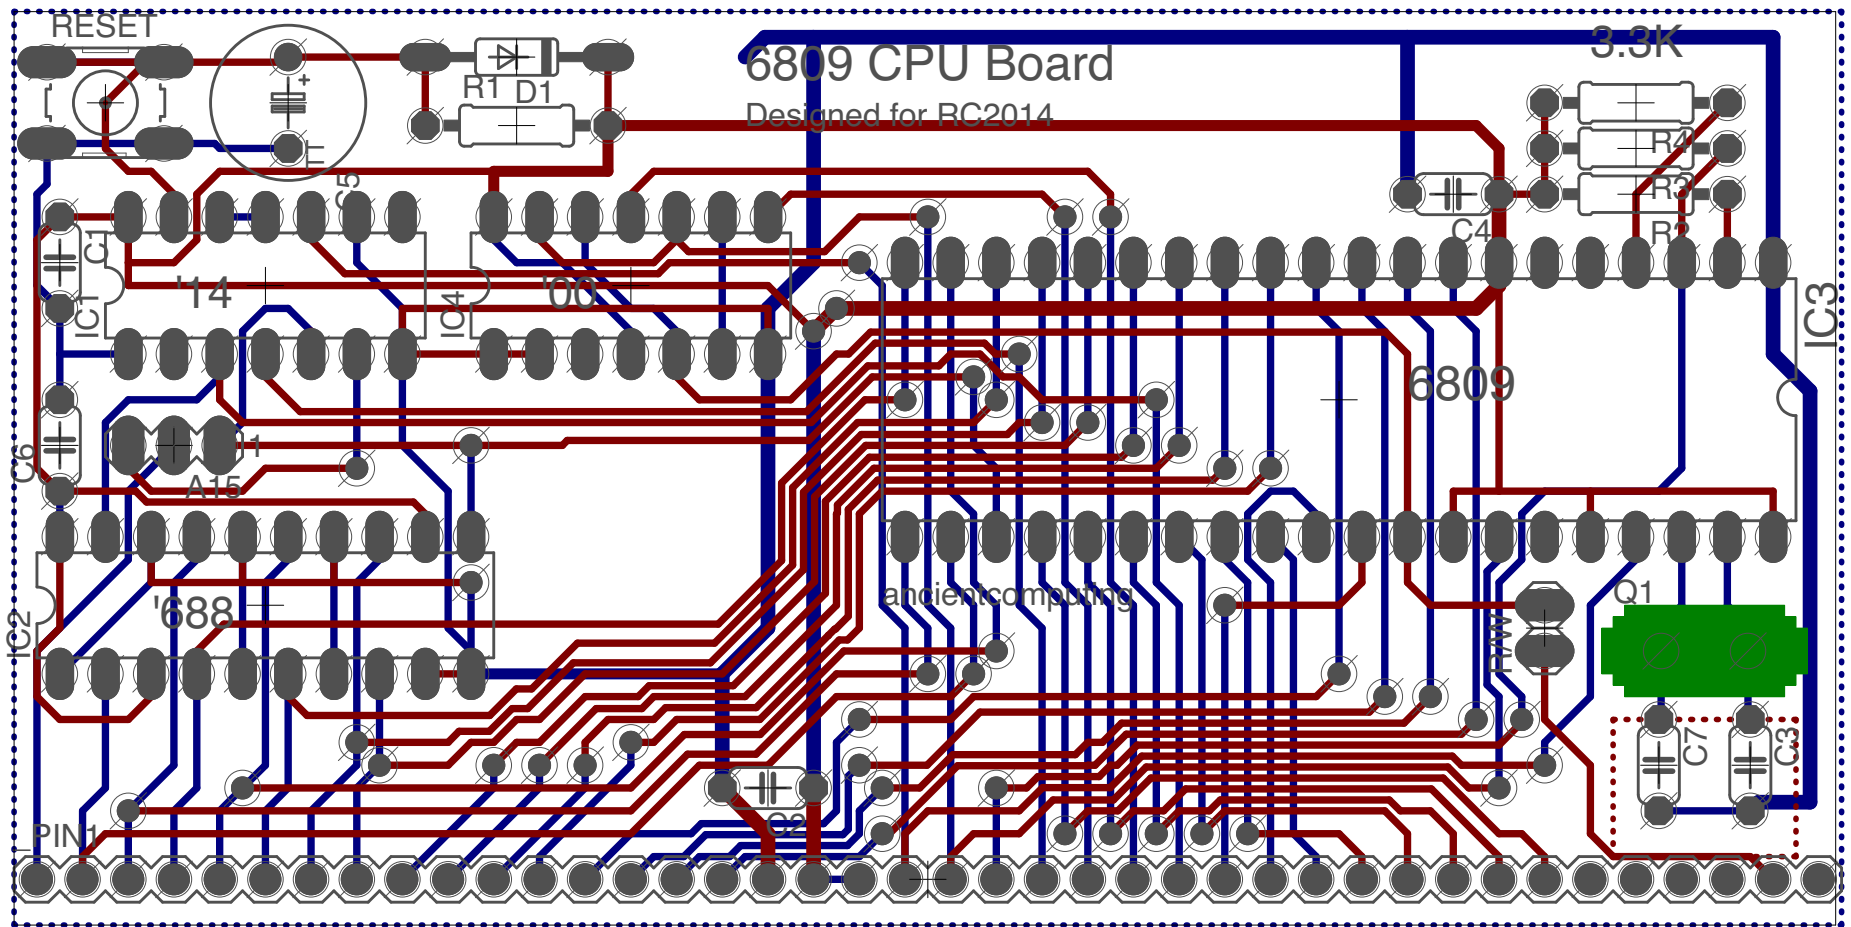 RESET
3.3K
6809 CPU Board
R1
D1
Designed for RC2014
R4
R3
C4
R2
C1
'14
'00
IC1
IC4
IC3
6809
C6
1
A15
ancientcomputing
Q1
'688
IC2
R/W
C7
C3
C2
PIN1